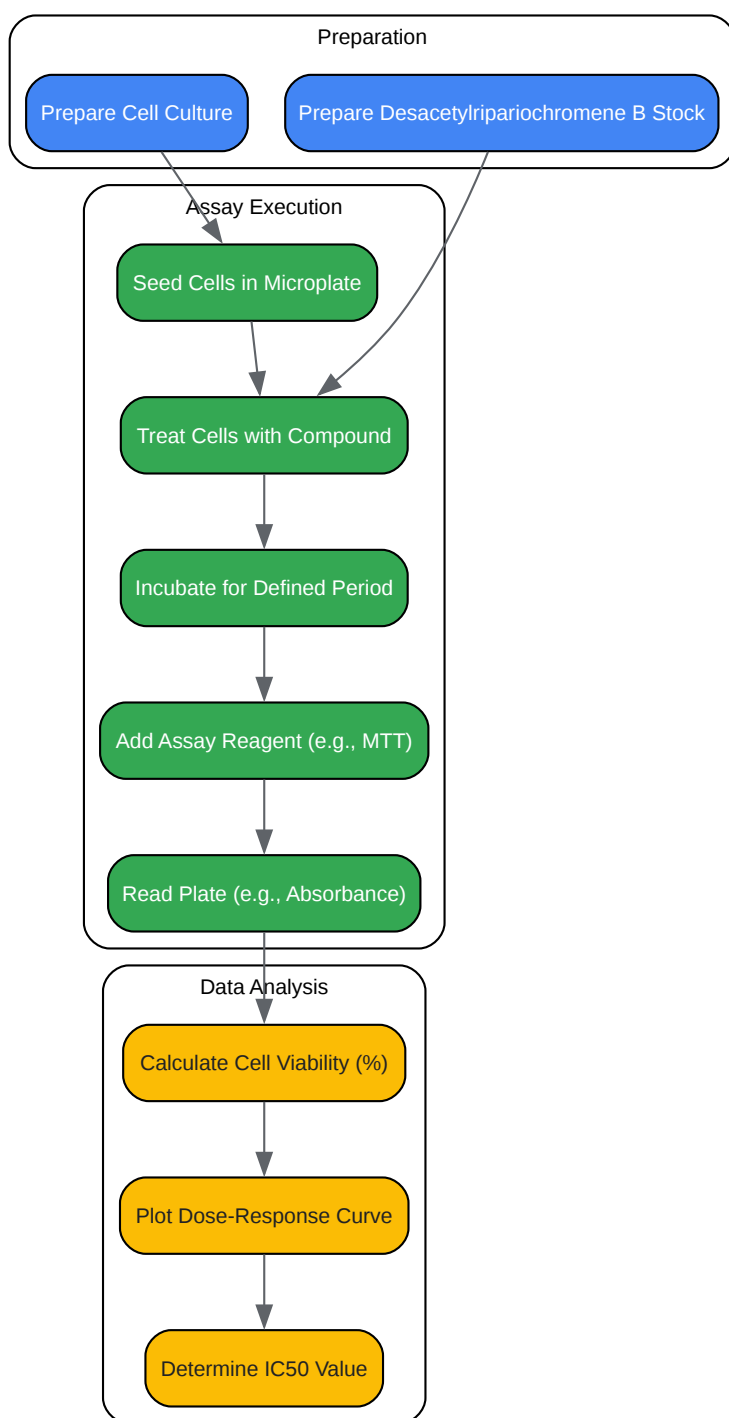 Preparation
Prepare Cell Culture
Prepare Desacetylripariochromene B Stock
Assay Execution
Seed Cells in Microplate
Treat Cells with Compound
Incubate for Defined Period
Add Assay Reagent (e.g., MTT)
Read Plate (e.g., Absorbance)
Data Analysis
Calculate Cell Viability (%)
Plot Dose-Response Curve
Determine IC50 Value